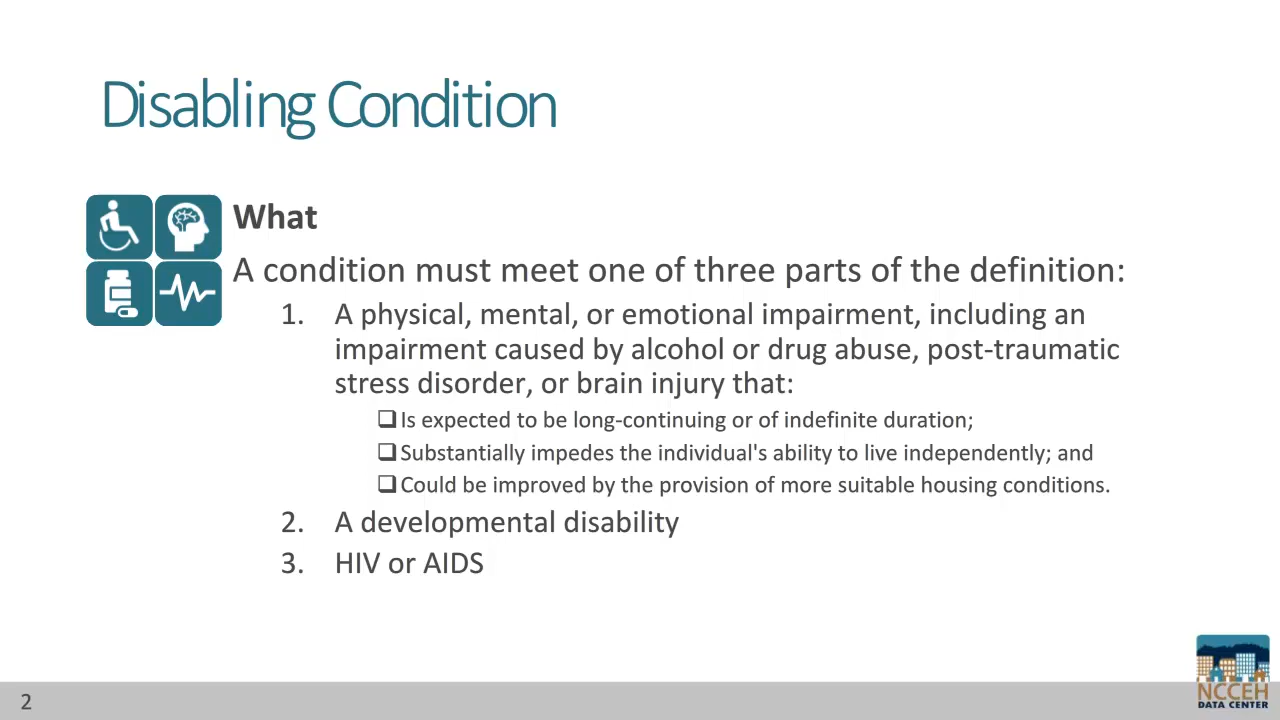 Disabling Condition
What
A condition must meet one of three parts of the definition:
1. A physical, mental, or emotional impairment, including an
impairment caused by alcohol or drug abuse, post-traumatic
stress disorder, or brain injury that:
❑Is expected to be long-continuing or of indefinite duration;
❑Substantially impedes the individual's ability to live independently; and
❑Could be improved by the provision of more suitable housing conditions.
2. A developmental disability
3. HIV or AIDS
2
NCCEH
DATA CENTER